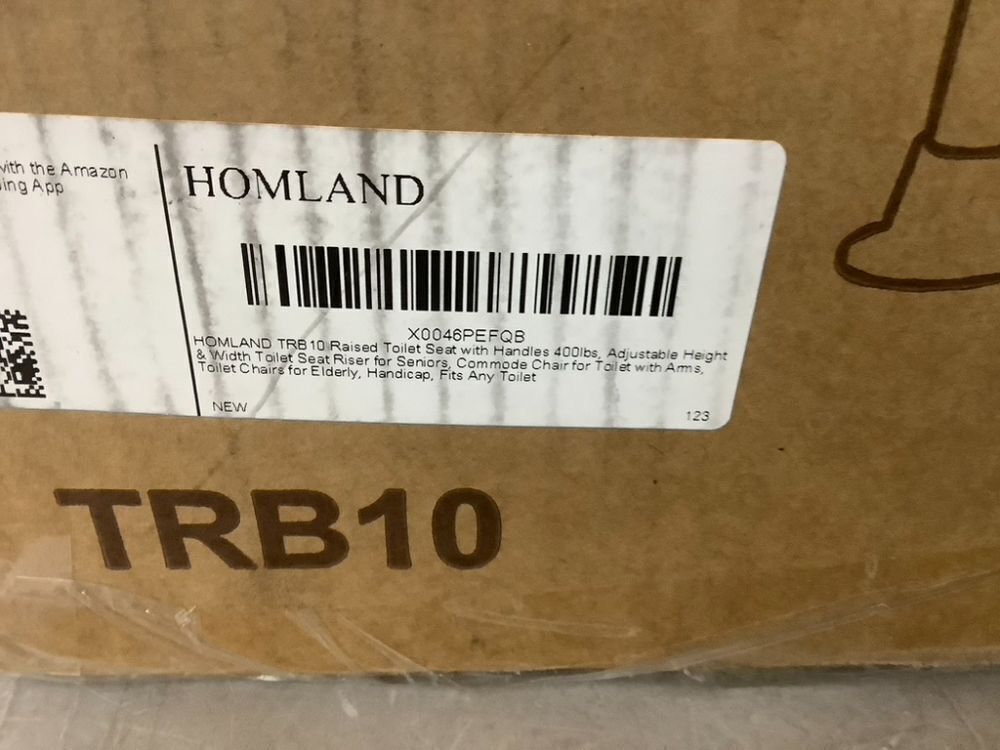 with the Amazon
App
HOMLAND
X0046PEFQB
HOMLAND TRB10 Raised Toilet Seat with Handles 400lbs, Adjustable Height
& Width Toilet Seat Riser for Seniors, Commode Chair for Toilet with Arms,
Toilet Chairs for Elderly, Handicap, Fits Any Toilet
NEW
123
TRB10